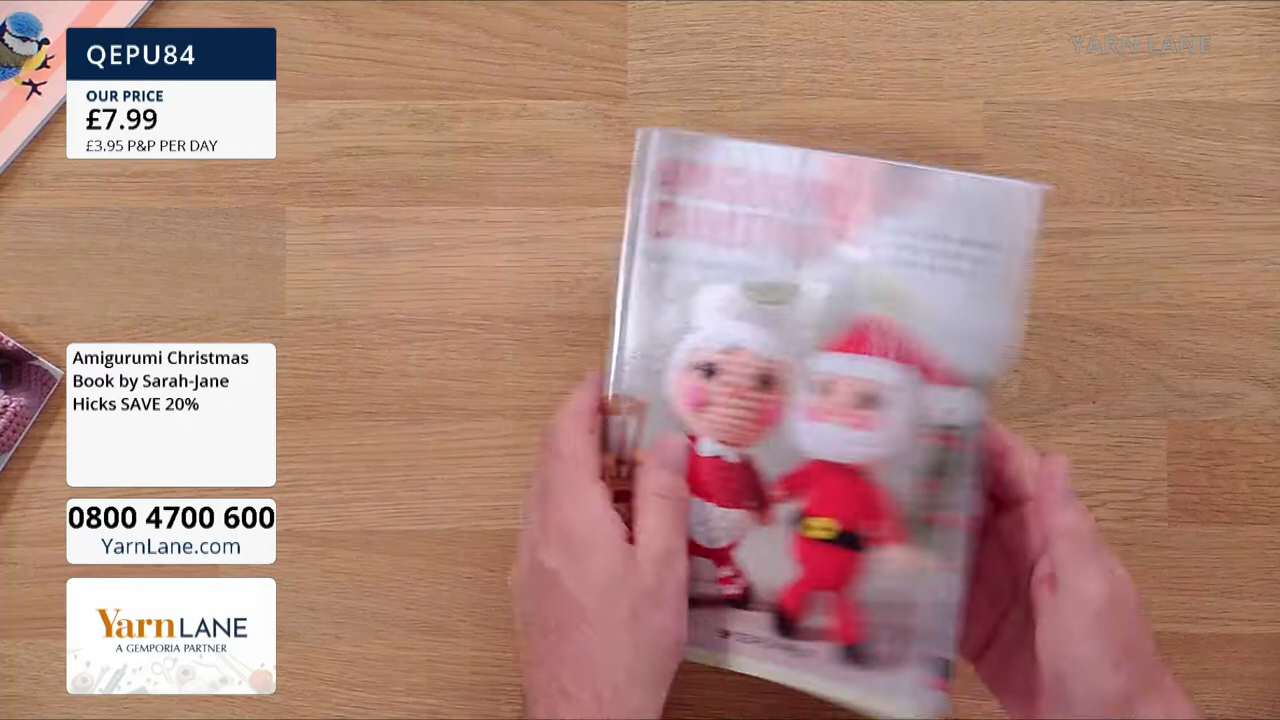 QEPU84
OUR PRICE
£7.99
£3.95 P&P PER DAY
YARN LANE
Amigurumi Christmas
Book by Sarah-Jane
Hicks SAVE 20%
0800 4700 600
YarnLane.com
Yarn LANE
A GEMPORIA PARTNER